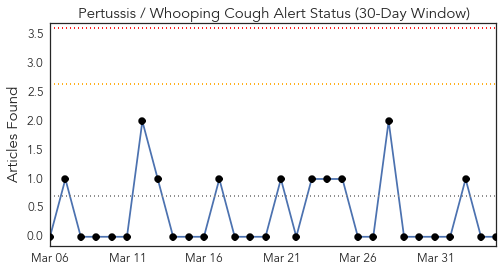 Pertussis / Whooping Cough Alert Status (30-Day Window)
Articles Found
3.5
3.0
2.5
2.0
1.5
1.0
0.5
0.0
Mar 06 Mar 11 Mar 16 Mar 21 Mar 26 Mar 31